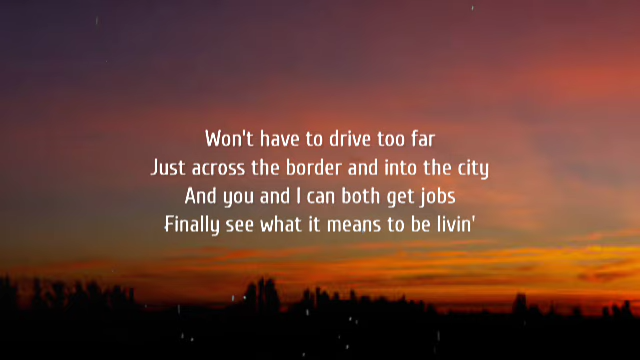 Won't have to drive too far
Just across the border and into the city
And you and I can both get jobs
Finally see what it means to be livin'